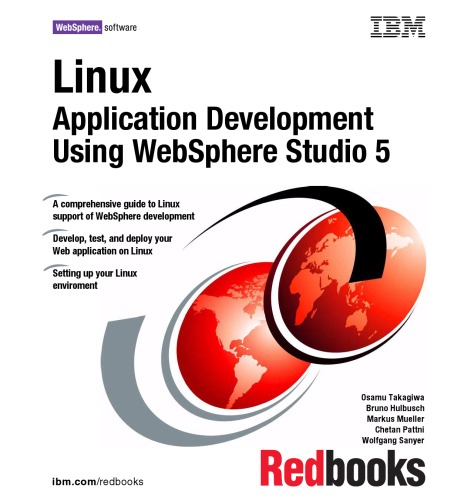 WebSphere. software
IBM
Linux
Application Development
Using WebSphere Studio 5
A comprehensive guide to Linux
support of WebSphere development
Develop, test, and deploy your
Web application on Linux
Setting up your Linux
enviroment
Osamu Takagiwa
Bruno Hulbusch
Markus Mueller
Chetan Pattni
Wolfgang Sanyer
ibm.com/redbooks
Redbooks